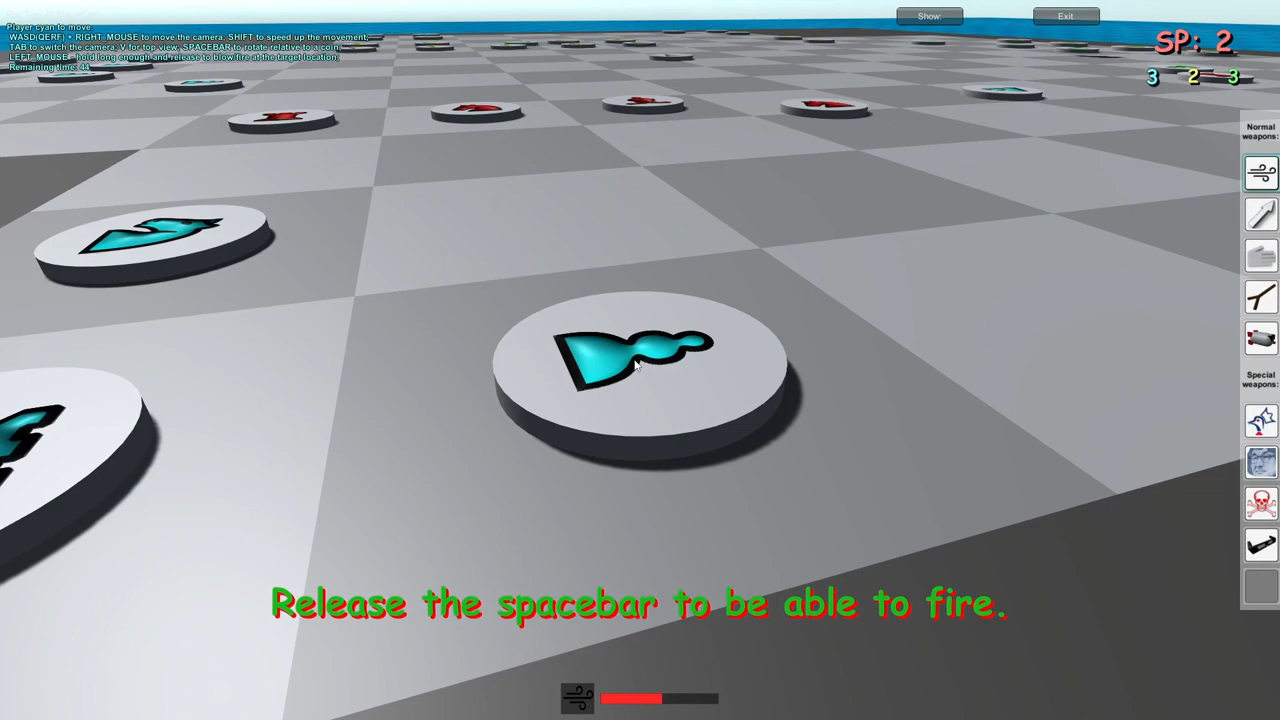 Player cyan to move.
WASD(QERF) + RIGHT_MOUSE to move the camera. SHIFT to speed up the movement;
TAB to switch the camera. V for top view; SPACEBAR to rotate relative to a coin;
LEFT_MOUSE - hold long enough and release to blow/fire at the target location;
Remaining time: 44
Show:
Exit
SP: 2
3 2 3
Normal
weapons:
Special
weapons:
Release the spacebar to be able to fire.